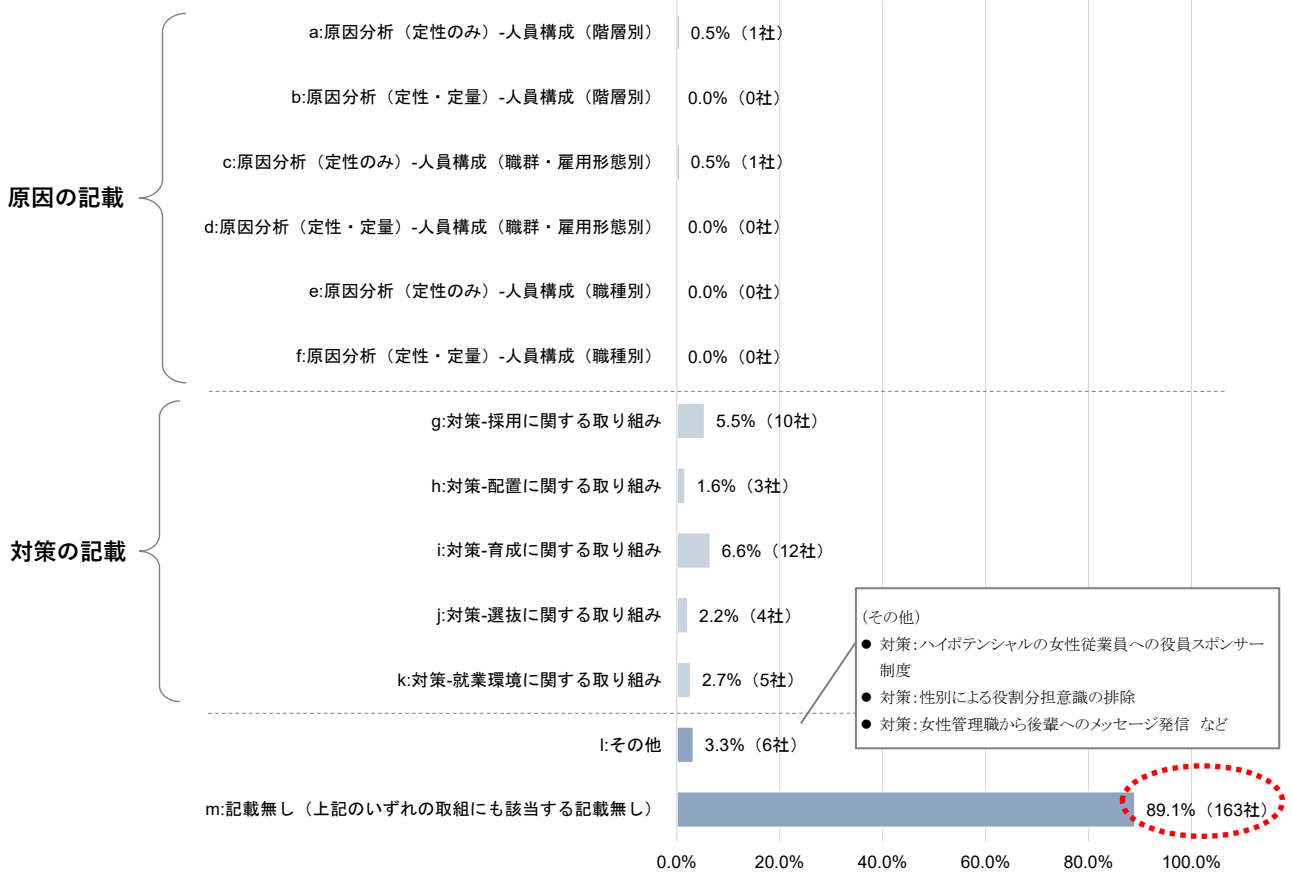 原因の記載
a:原因分析（定性のみ）-人員構成（階層別） 0.5%（1社）
b:原因分析（定性・定量）-人員構成（階層別） 0.0%（0社）
c:原因分析（定性のみ）-人員構成（職群・雇用形態別） 0.5%（1社）
d:原因分析（定性・定量）-人員構成（職群・雇用形態別） 0.0%（0社）
e:原因分析（定性のみ）-人員構成（職種別） 0.0%（0社）
f:原因分析（定性・定量）-人員構成（職種別） 0.0%（0社）
対策の記載
g:対策-採用に関する取り組み 5.5%（10社）
h:対策-配置に関する取り組み 1.6%（3社）
i:対策-育成に関する取り組み 6.6%（12社）
j:対策-選抜に関する取り組み 2.2%（4社）
k:対策-就業環境に関する取り組み 2.7%（5社）
l:その他 3.3%（6社）
（その他）
● 対策：ハイポテンシャルの女性従業員への役員スポンサー
制度
● 対策：性別による役割分担意識の排除
● 対策：女性管理職から後輩へのメッセージ発信 など
m:記載無し（上記のいずれの取組にも該当する記載無し） 89.1%（163社）
0.0% 20.0% 40.0% 60.0% 80.0% 100.0%